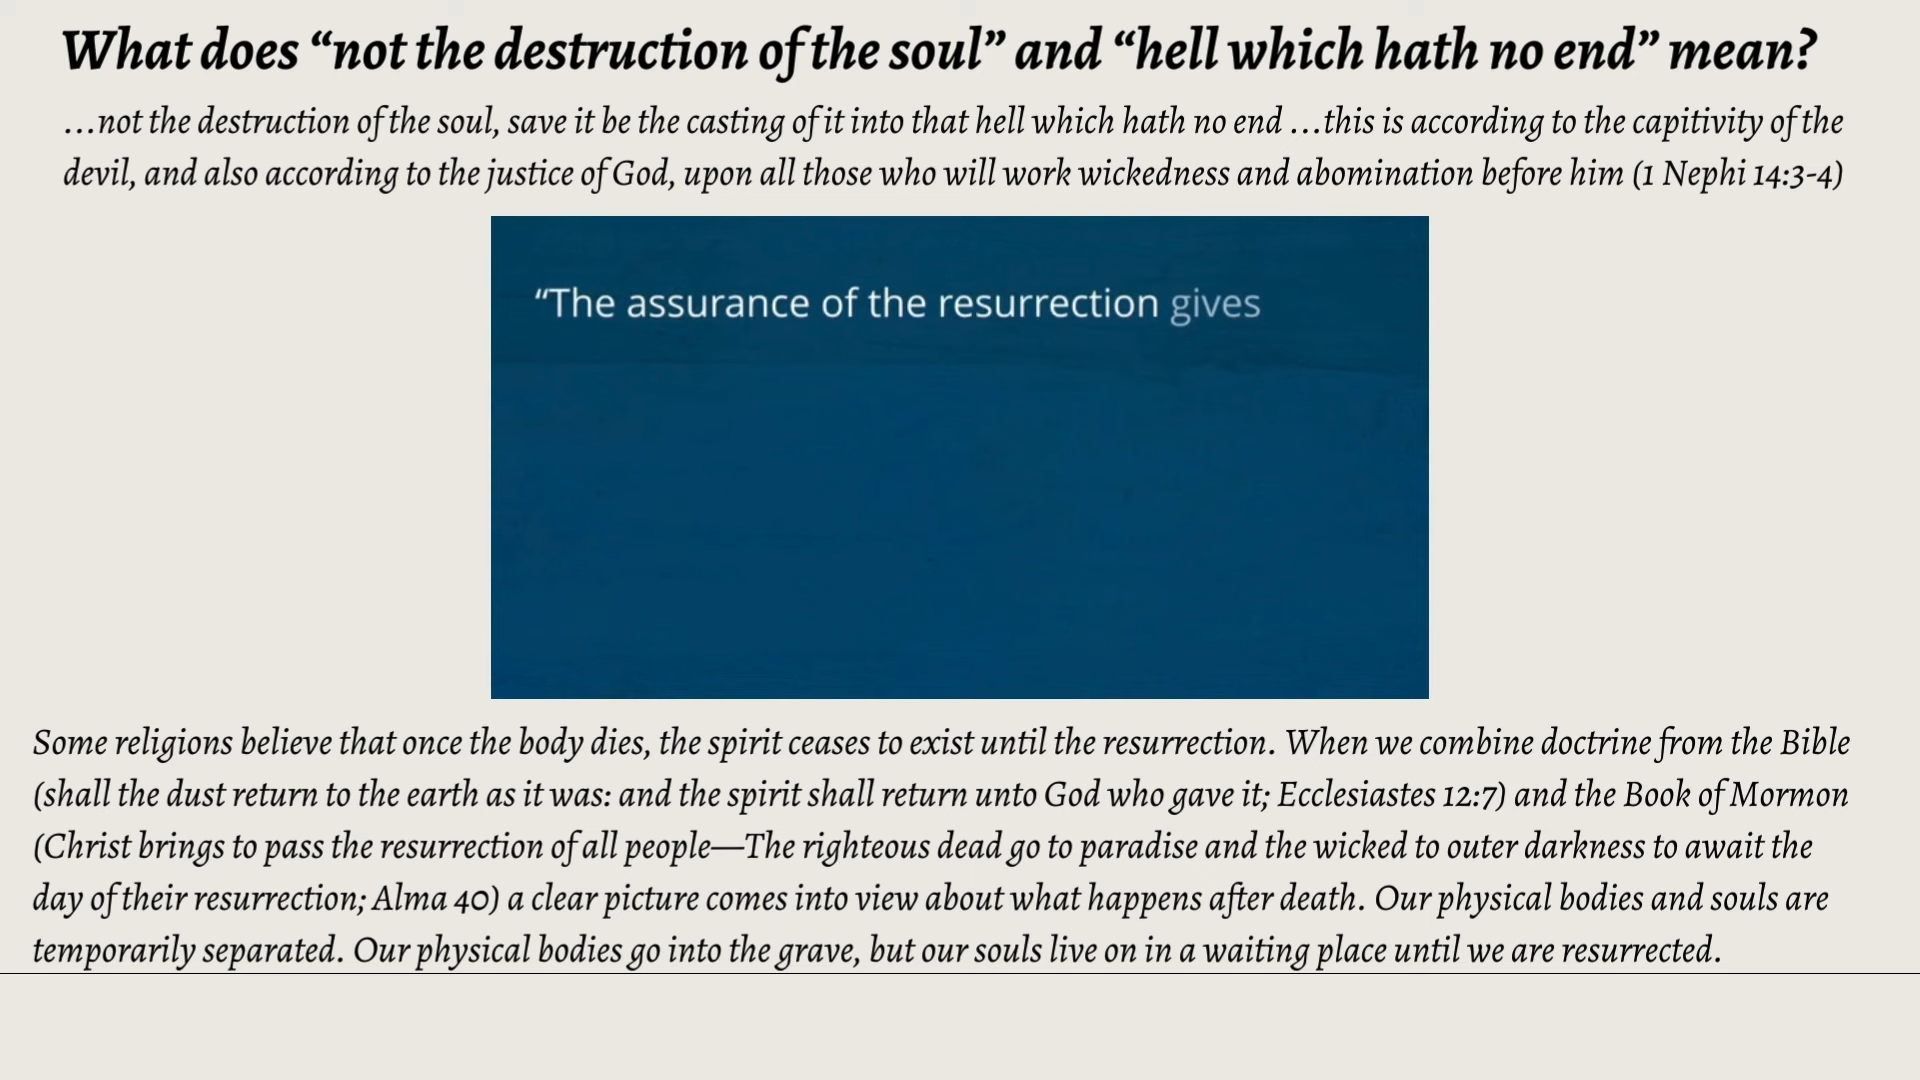 What does “not the destruction of the soul” and “hell which hath no end” mean?
…not the destruction of the soul, save it be the casting of it into that hell which hath no end …this is according to the capitivity of the
devil, and also according to the justice of God, upon all those who will work wickedness and abomination before him (1 Nephi 14:3-4)
“The assurance of the resurrection gives
Some religions believe that once the body dies, the spirit ceases to exist until the resurrection. When we combine doctrine from the Bible
(shall the dust return to the earth as it was: and the spirit shall return unto God who gave it; Ecclesiastes 12:7) and the Book of Mormon
(Christ brings to pass the resurrection of all people—The righteous dead go to paradise and the wicked to outer darkness to await the
day of their resurrection; Alma 40) a clear picture comes into view about what happens after death. Our physical bodies and souls are
temporarily separated. Our physical bodies go into the grave, but our souls live on in a waiting place until we are resurrected.